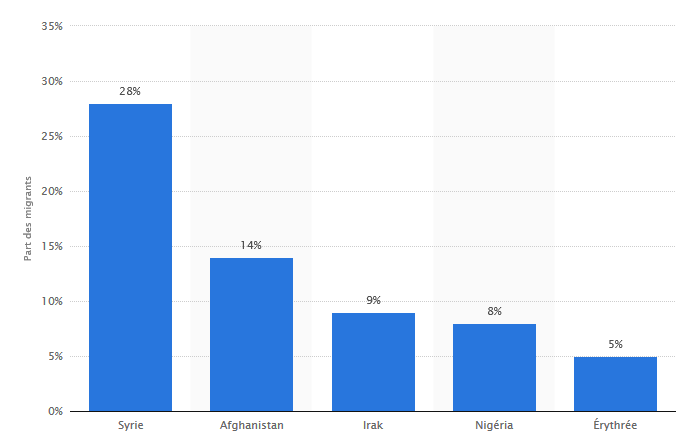 35%
30%
25%
20%
15%
10%
5%
0%
Part des migrants
28%
14%
9%
8%
5%
Syrie
Afghanistan
Irak
Nigéria
Érythrée